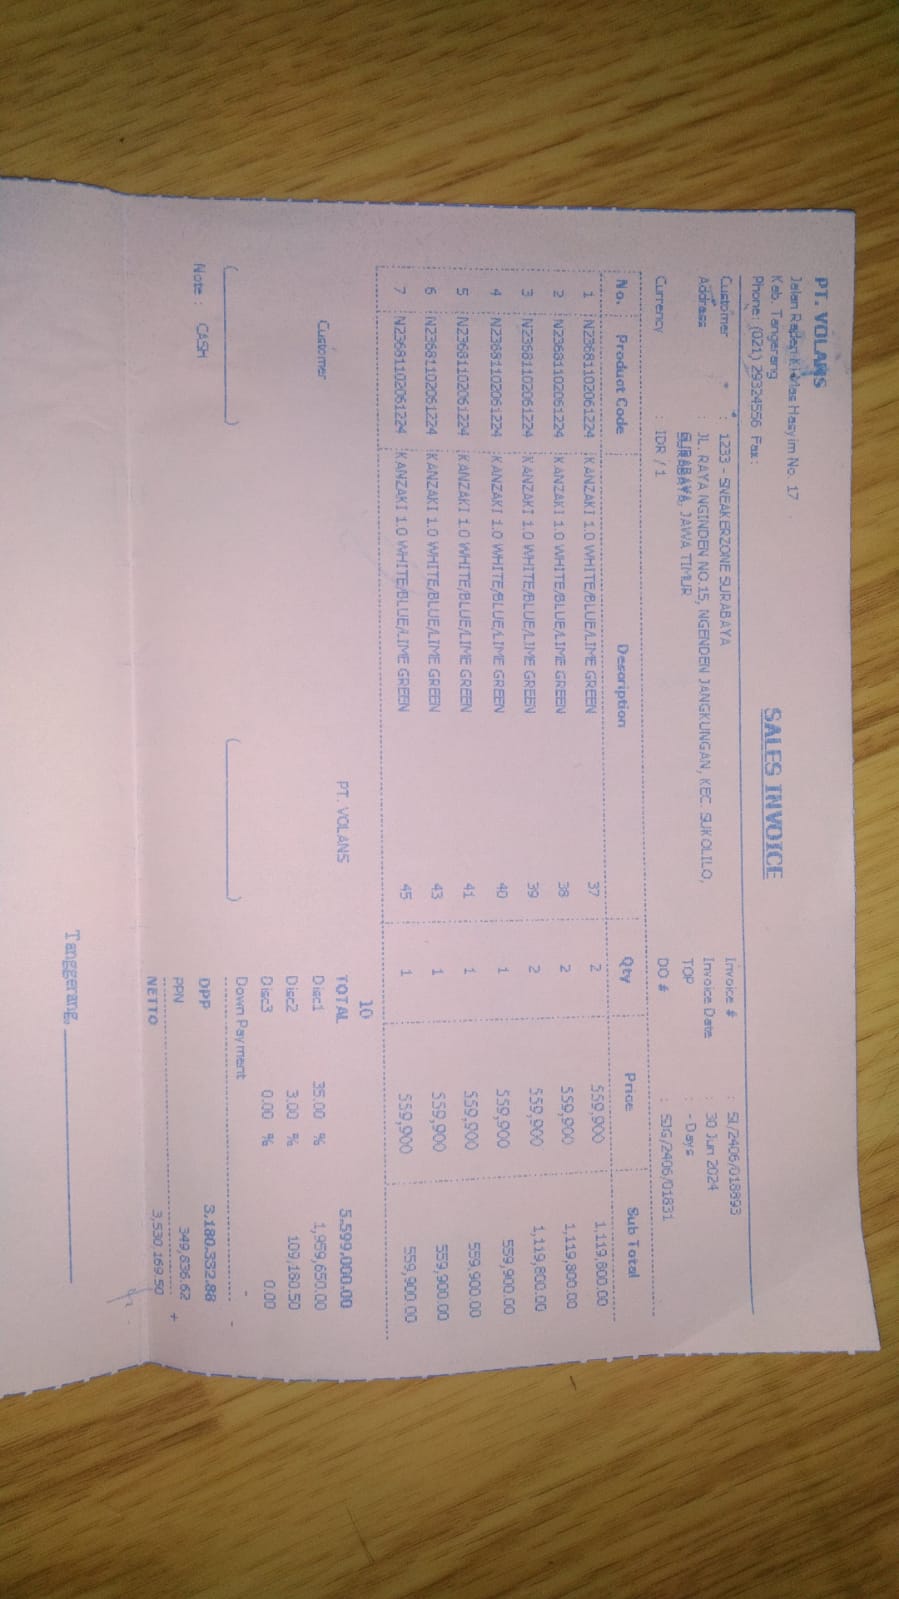 PT. VOLANS
Jalan Raden Ki Mas Hasyim No. 17
Kab. Tangerang
Phone: (021) 29324556 Fax :
SALES INVOICE
Customer : 1233 - SNEAKERZONE SURABAYA
Address : JL. RAYA NGINDEN NO.15, NGENDEN JANGKUNGAN, KEC. SUKOLILO,
SURABAYA, JAWA TIMUR
Currency : IDR / 1
Invoice # : SI/2406/018893
Invoice Date : 30 Jun 2024
TOP : - Days
DO # : SJG/2406/01831
No. Product Code Description Qty Price Sub Total
1 N23681102061224 KANZAKI 1.0 WHITE/BLUE/LIME GREEN 37 2 559,900 1,119,800.00
2 N23681102061224 KANZAKI 1.0 WHITE/BLUE/LIME GREEN 38 2 559,900 1,119,800.00
3 N23681102061224 KANZAKI 1.0 WHITE/BLUE/LIME GREEN 39 2 559,900 1,119,800.00
4 N23681102061224 KANZAKI 1.0 WHITE/BLUE/LIME GREEN 40 1 559,900 559,900.00
5 N23681102061224 KANZAKI 1.0 WHITE/BLUE/LIME GREEN 41 1 559,900 559,900.00
6 N23681102061224 KANZAKI 1.0 WHITE/BLUE/LIME GREEN 43 1 559,900 559,900.00
7 N23681102061224 KANZAKI 1.0 WHITE/BLUE/LIME GREEN 45 1 559,900 559,900.00
10
TOTAL 5,599,000.00
Customer PT. VOLANS
Disc1 35.00 % 1,959,650.00
Disc2 3.00 % 109,180.50
Disc3 0.00 % 0.00
Down Payment -
DPP 3,180,332.88
PPN 349,836.62 +
NETTO 3,530,169.50
Note : CASH
Tanggerang,